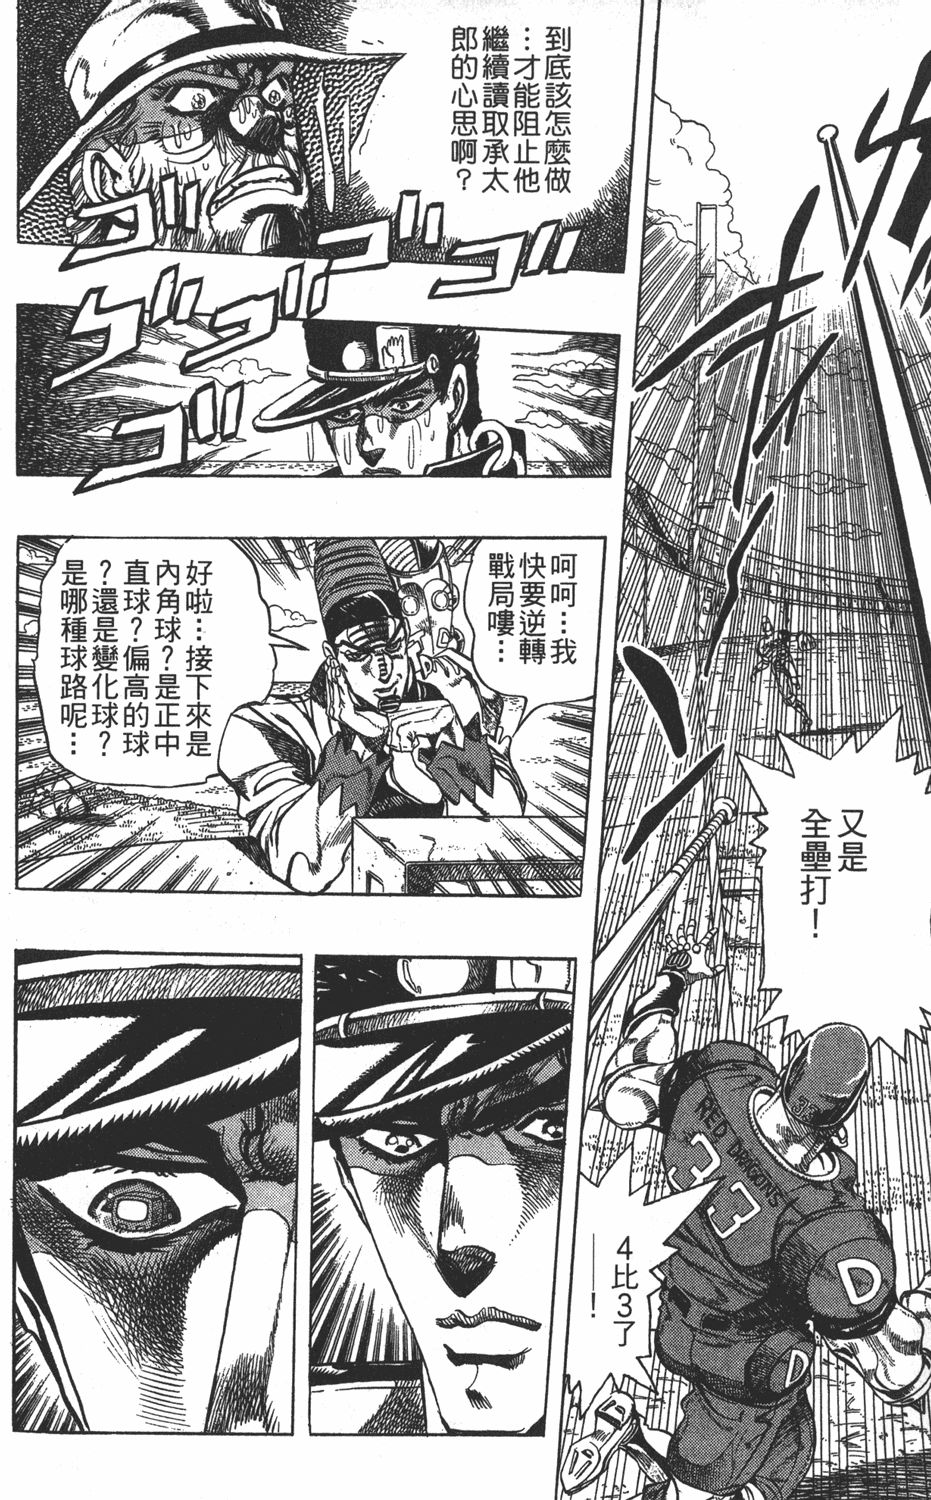 又是
全壘打！
RED DRAGONS
33
D
D
4比3了
——！
到底該怎麼做
…才能阻止他
繼續讀取承太
郎的心思啊？
ゴゴゴゴ
ゴゴゴ
ゴ
呵呵…我
快要逆轉
戰局嘍…
好啦…接下來是
內角球？是正中
直球？偏高的球
？還是變化球？
是哪種球路呢…